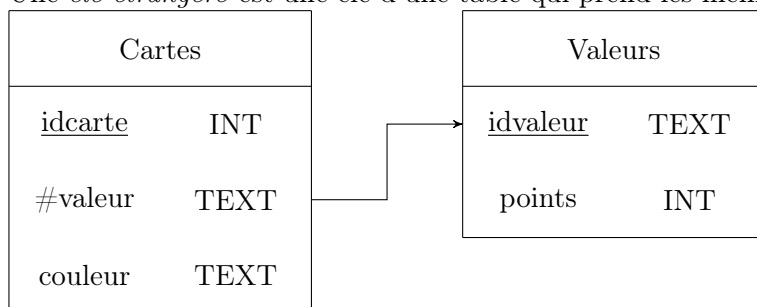 Une clé étrangère est une clé d'une table qui prend les
Cartes
idcarte INT
#valeur TEXT
couleur TEXT
Valeurs
idvaleur TEXT
points INT